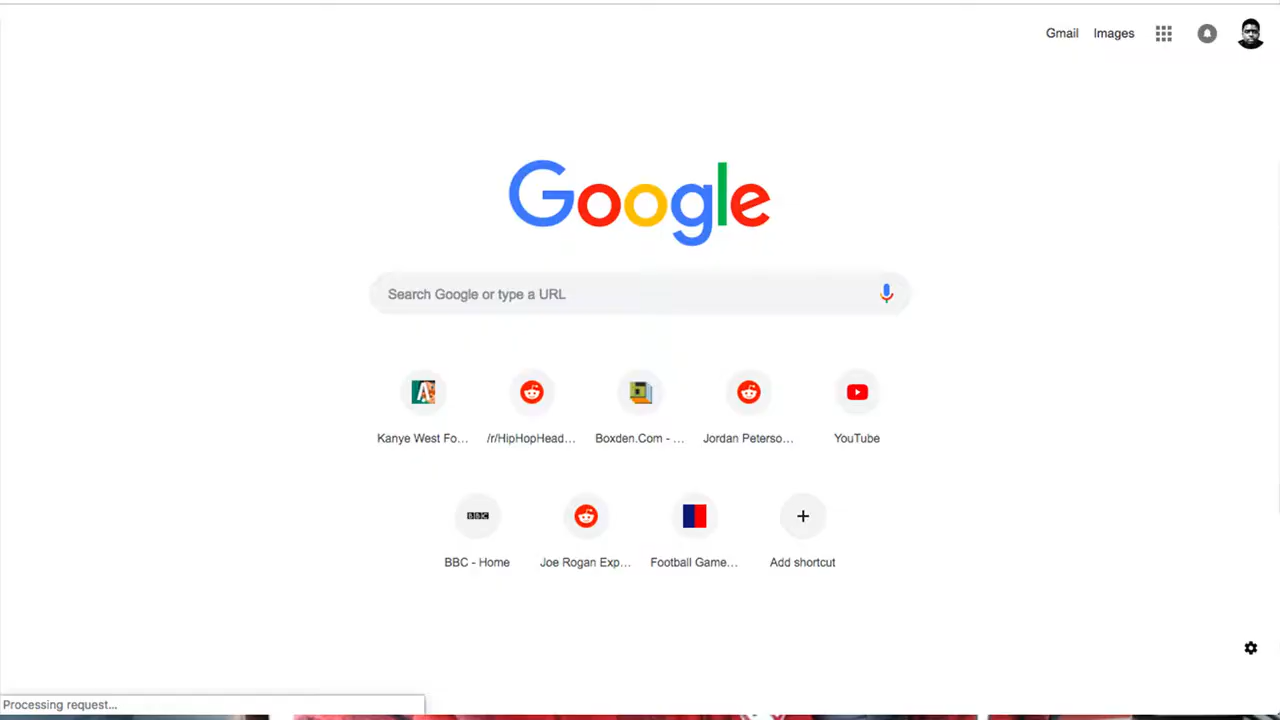 Gmail Images
Google
Search Google or type a URL
Kanye West Fo... /r/HipHopHead... Boxden.Com - ... Jordan Peterso... YouTube
BBC
BBC - Home Joe Rogan Exp... Football Game... Add shortcut
Processing request...